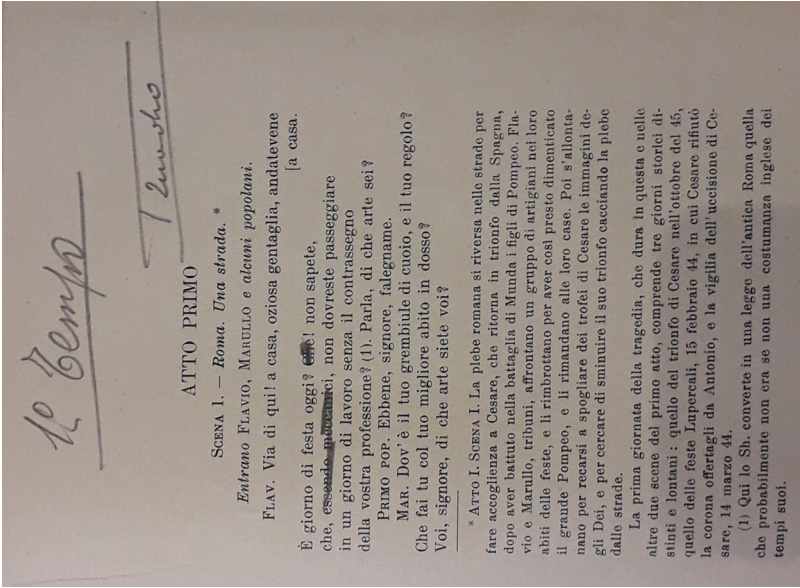 1º Tempo
ATTO PRIMO
SCENA I. — Roma. Una strada. *
Entrano FLAVIO, MARULLO e alcuni popolani.
FLAV. Via di qui! a casa, oziosa gentaglia, andatevene
[a casa.
È giorno di festa oggi? Che! non sapete,
che, essendo meccanici, non dovreste passeggiare
in un giorno di lavoro senza il contrassegno
della vostra professione? (1). Parla, di che arte sei?
PRIMO POP. Ebbene, signore, falegname.
MAR. Dov'è il tuo grembiule di cuoio, e il tuo regolo?
Che fai tu col tuo migliore abito in dosso?
Voi, signore, di che arte siete voi?
* ATTO I. SCENA I. La plebe romana si riversa nelle strade per
fare accoglienza a Cesare, che ritorna in trionfo dalla Spagna,
dopo aver battuto nella battaglia di Munda i figli di Pompeo. Fla-
vio e Marullo, tribuni, affrontano un gruppo di artigiani nei loro
abiti delle feste, e li rimbrottano per aver così presto dimenticato
il grande Pompeo, e li rimandano alle loro case. Poi s'allonta-
nano per recarsi a spogliare dei trofei di Cesare le immagini de-
gli Dei, e per cercare di sminuire il suo trionfo cacciando la plebe
dalle strade.
La prima giornata della tragedia, che dura in questa e nelle
altre due scene del primo atto, comprende tre giorni storici di-
stinti e lontani: quello del trionfo di Cesare nell'ottobre del 45,
quello delle feste Lupercali, 15 febbraio 44, in cui Cesare rifiutò
la corona offertagli da Antonio, e la vigilia dell'uccisione di Ce-
sare, 14 marzo 44.
(1) Qui lo Sh. converte in una legge dell'antica Roma quella
che probabilmente non era se non una costumanza inglese dei
tempi suoi.